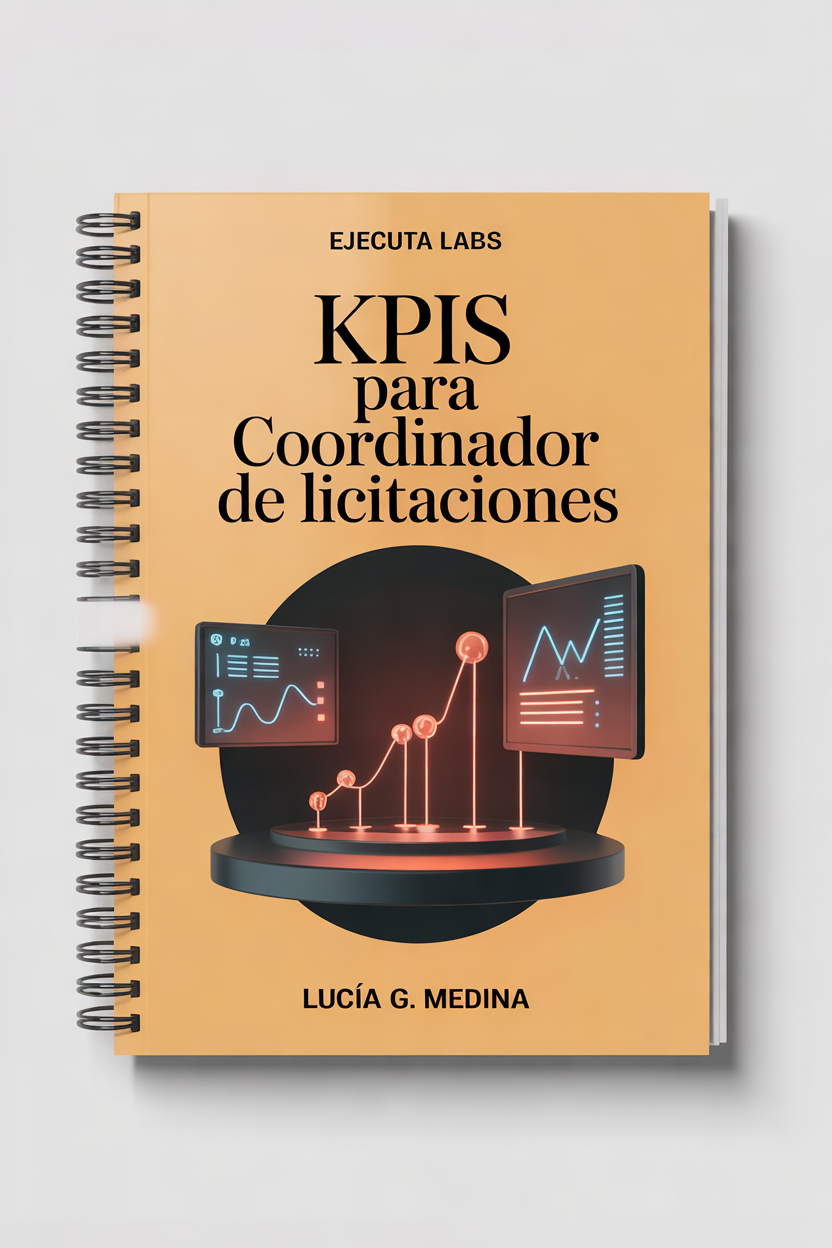 EJECUTA LABS
KPIS
para
Coordinador
de licitaciones
LUCÍA G. MEDINA